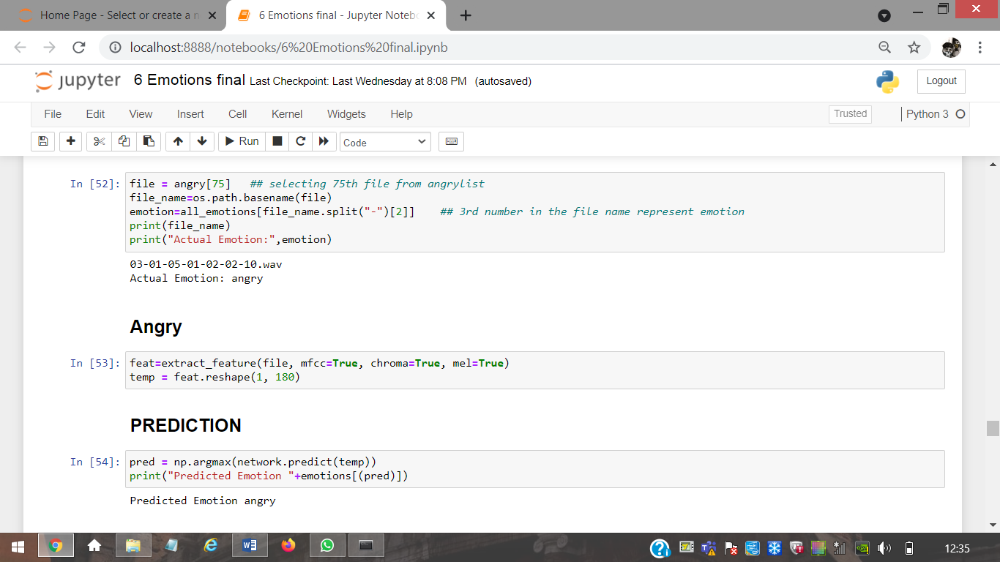 Home Page - Select or create a n
6 Emotions final - Jupyter Notebo
localhost:8888/notebooks/6%20Emotions%20final.ipynb
jupyter 6 Emotions final Last Checkpoint: Last Wednesday at 8:08 PM (autosaved)
Logout
File Edit View Insert Cell Kernel Widgets Help
Trusted
Python 3
Run
Code
In [52]: file = angry[75]   ## selecting 75th file from angrylist
file_name=os.path.basename(file)
emotion=all_emotions[file_name.split("-")[2]]    ## 3rd number in the file name represent emotion
print(file_name)
print("Actual Emotion:",emotion)
03-01-05-01-02-02-10.wav
Actual Emotion: angry
Angry
In [53]: feat=extract_feature(file, mfcc=True, chroma=True, mel=True)
temp = feat.reshape(1, 180)
PREDICTION
In [54]: pred = np.argmax(network.predict(temp))
print("Predicted Emotion "+emotions[(pred)])
Predicted Emotion angry
12:35